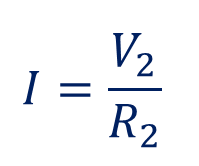 I = V₂/R₂